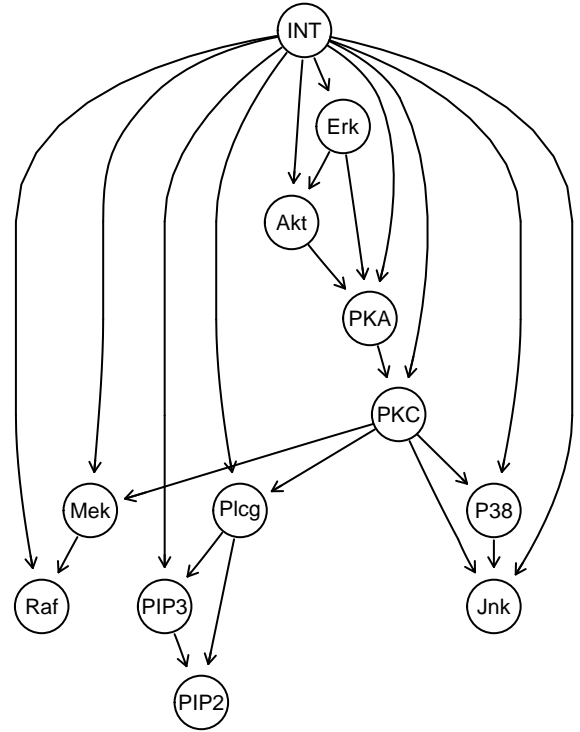 INT
Erk
Akt
PKA
PKC
Mek
Plcg
P38
Raf
PIP3
Jnk
PIP2